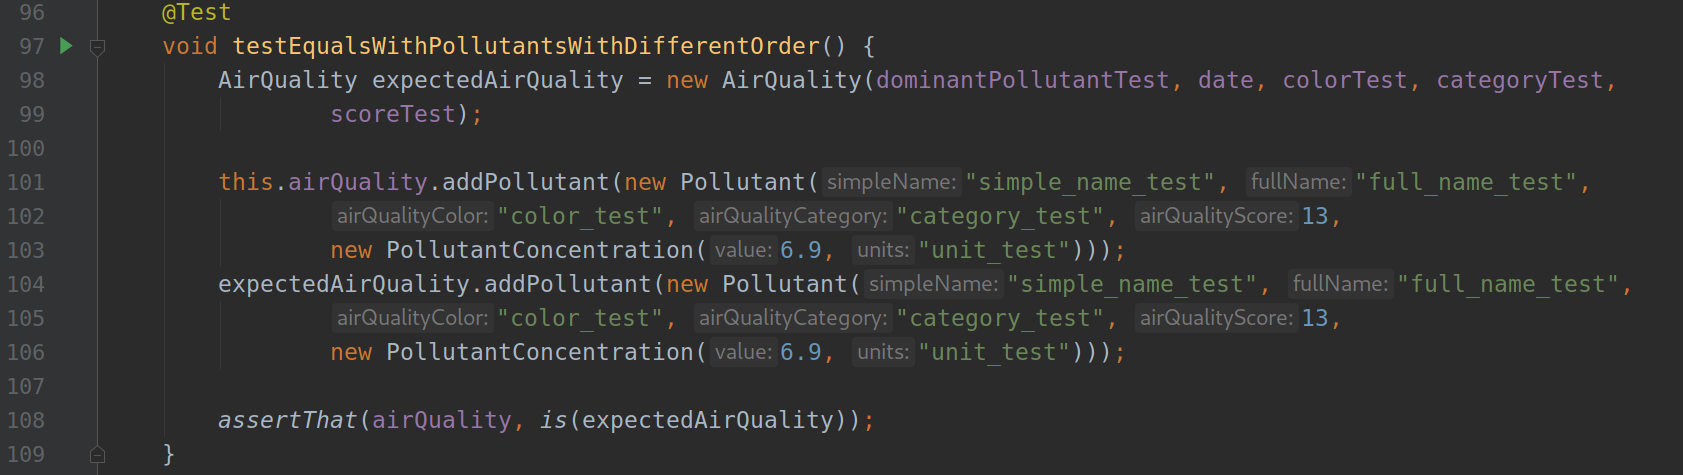 96 @Test
97 void testEqualsWithPollutantsWithDifferentOrder() {
98 AirQuality expectedAirQuality = new AirQuality(dominantPollutantTest, date, colorTest, categoryTest,
99 scoreTest);
100
101 this.airQuality.addPollutant(new Pollutant( simpleName: "simple_name_test", fullName: "full_name_test",
102 airQualityColor: "color_test", airQualityCategory: "category_test", airQualityScore: 13,
103 new PollutantConcentration( value: 6.9, units: "unit_test")));
104 expectedAirQuality.addPollutant(new Pollutant( simpleName: "simple_name_test", fullName: "full_name_test",
105 airQualityColor: "color_test", airQualityCategory: "category_test", airQualityScore: 13,
106 new PollutantConcentration( value: 6.9, units: "unit_test")));
107
108 assertThat(airQuality, is(expectedAirQuality));
109 }